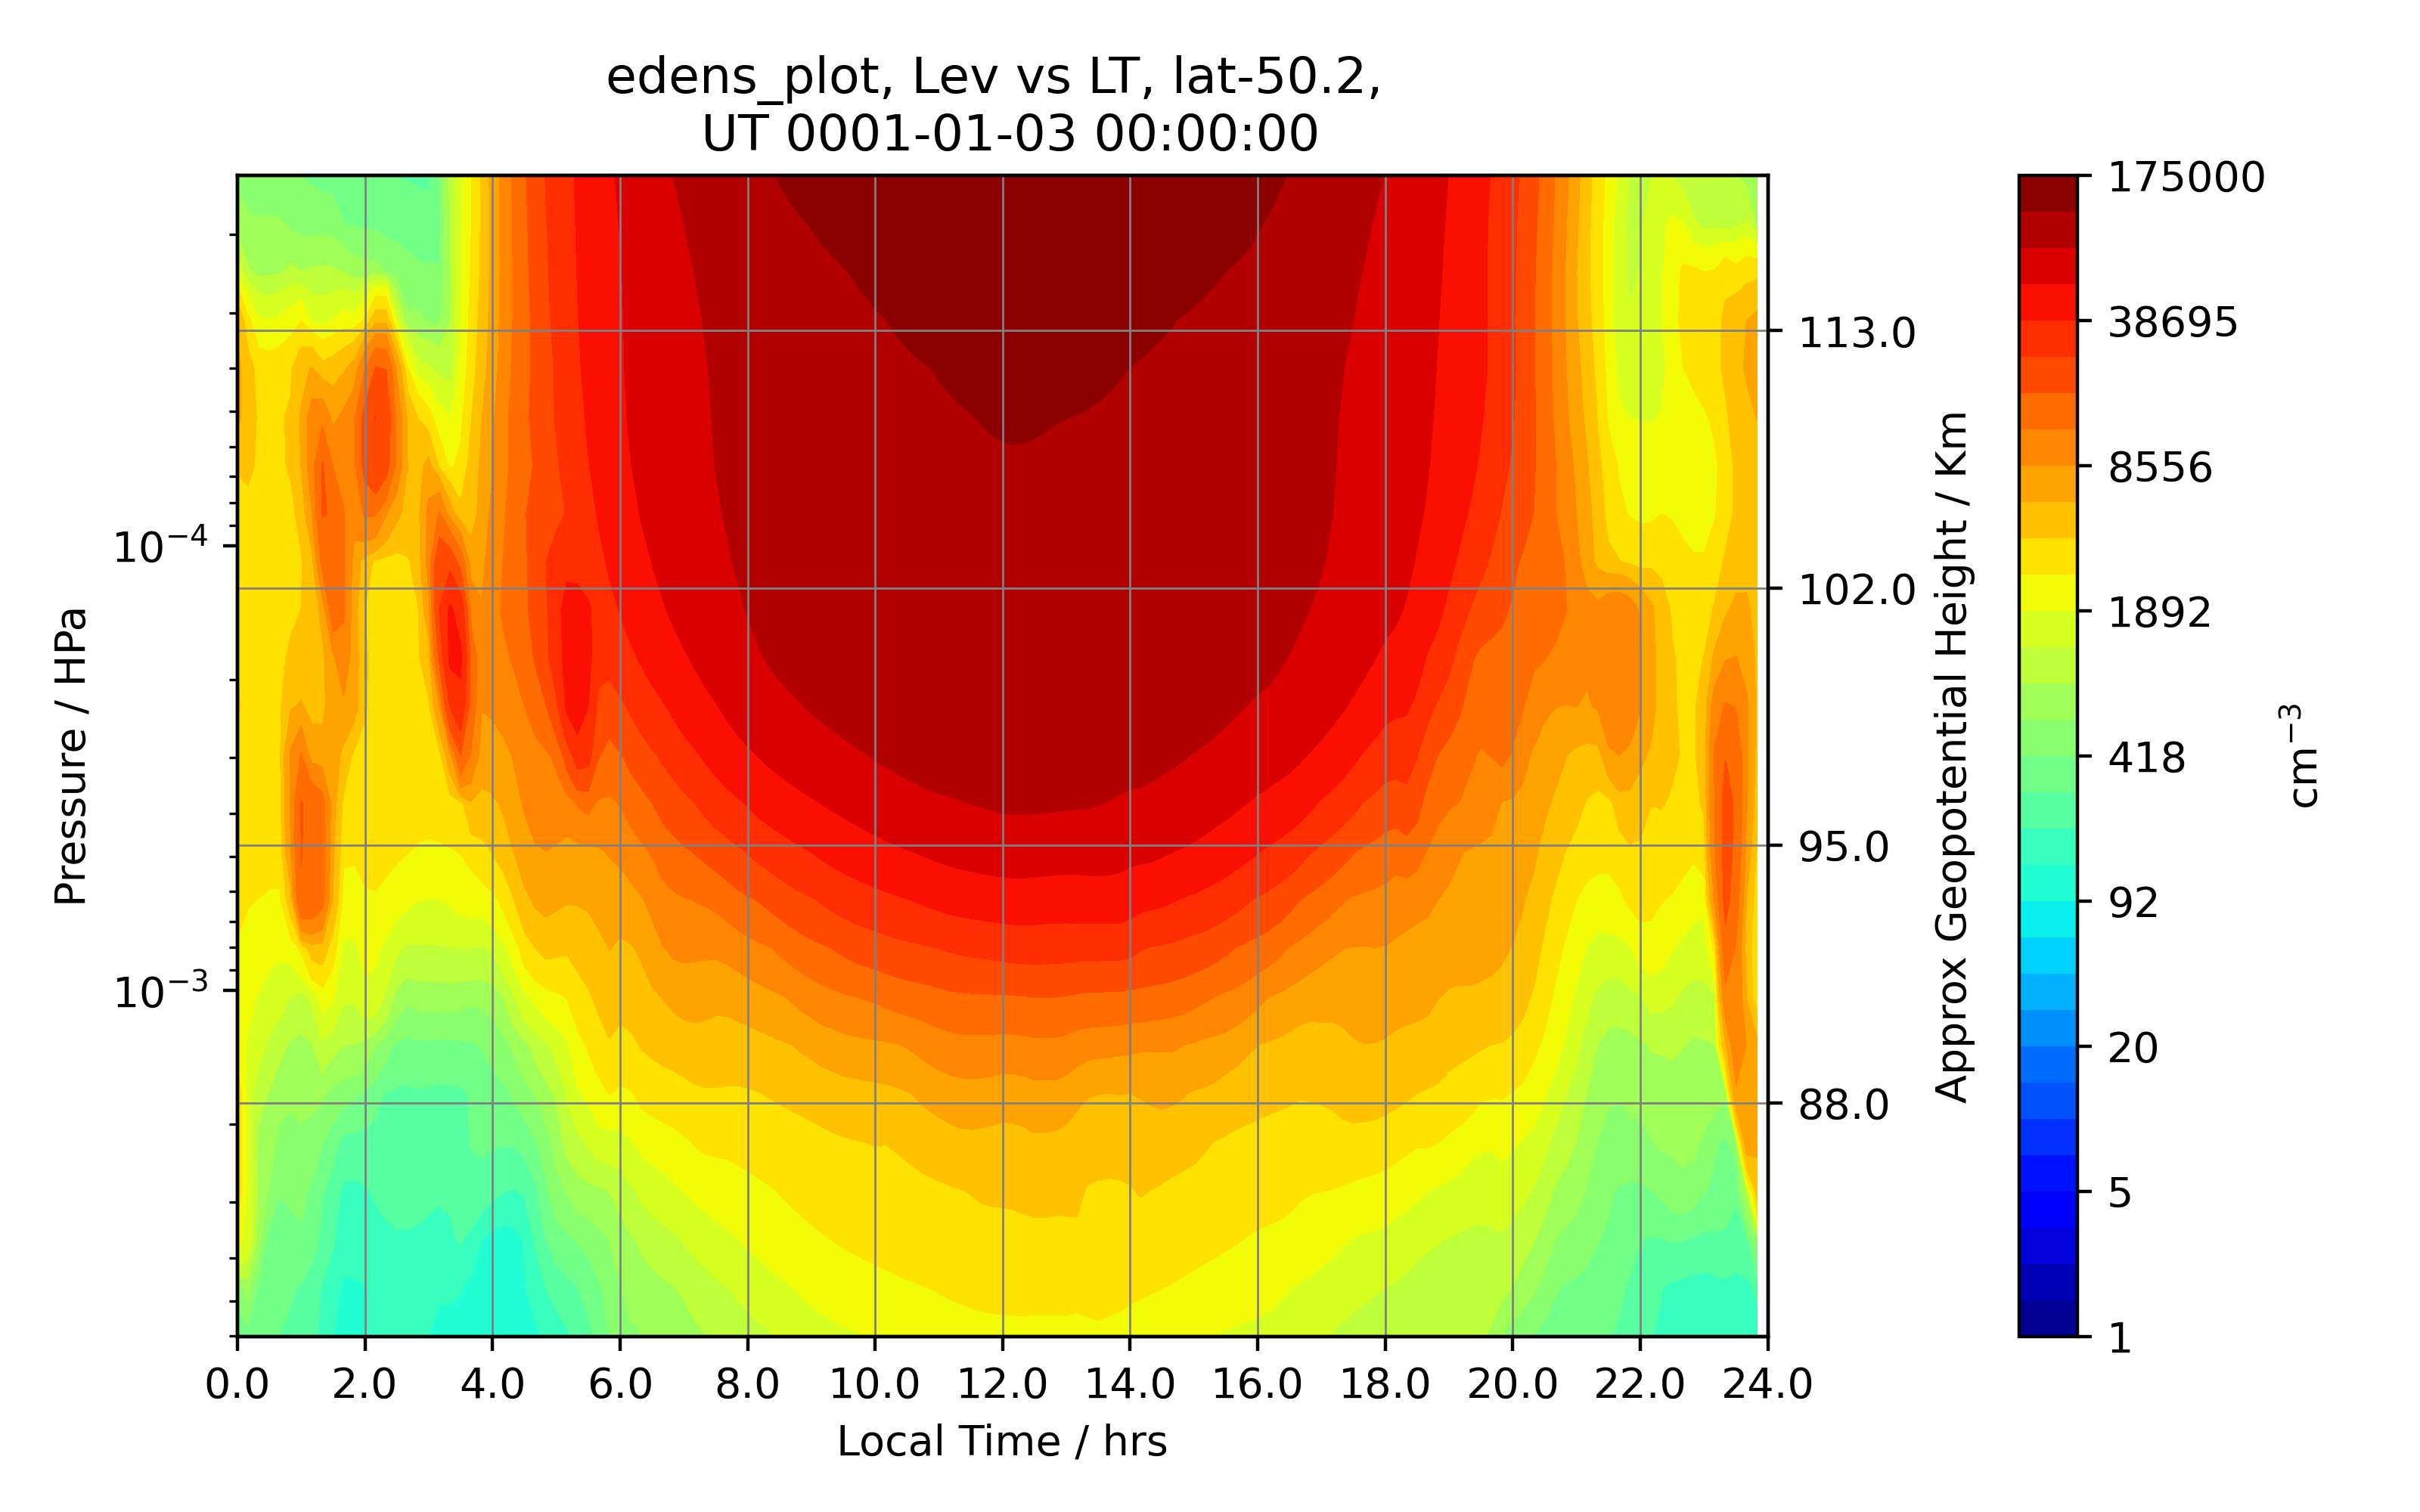 edens_plot, Lev vs LT, lat-50.2,
UT 0001-01-03 00:00:00
Pressure / HPa
10⁻⁴
10⁻³
113.0
102.0
95.0
88.0
Approx Geopotential Height / Km
175000
38695
8556
1892
418
92
20
5
1
cm⁻³
0.0 2.0 4.0 6.0 8.0 10.0 12.0 14.0 16.0 18.0 20.0 22.0 24.0
Local Time / hrs